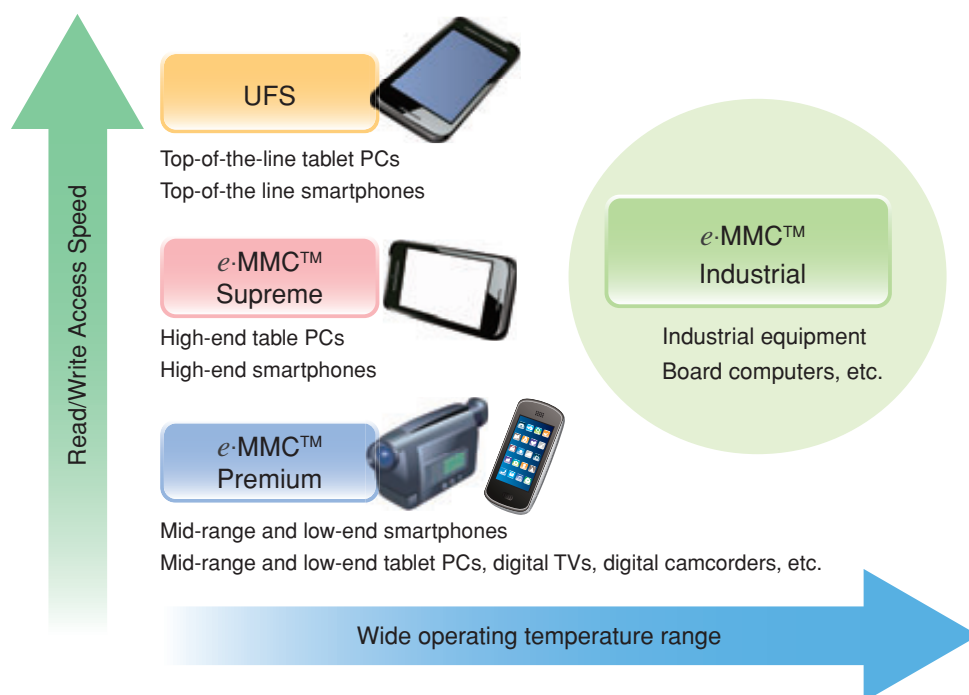 UFS
Top-of-the-line tablet PCs
Top-of-the line smartphones
e·MMC™
Supreme
High-end table PCs
High-end smartphones
e·MMC™
Premium
Mid-range and low-end smartphones
Mid-range and low-end tablet PCs, digital TVs, digital camcorders, etc.
e·MMC™
Industrial
Industrial equipment
Board computers, etc.
Read/Write Access Speed
Wide operating temperature range